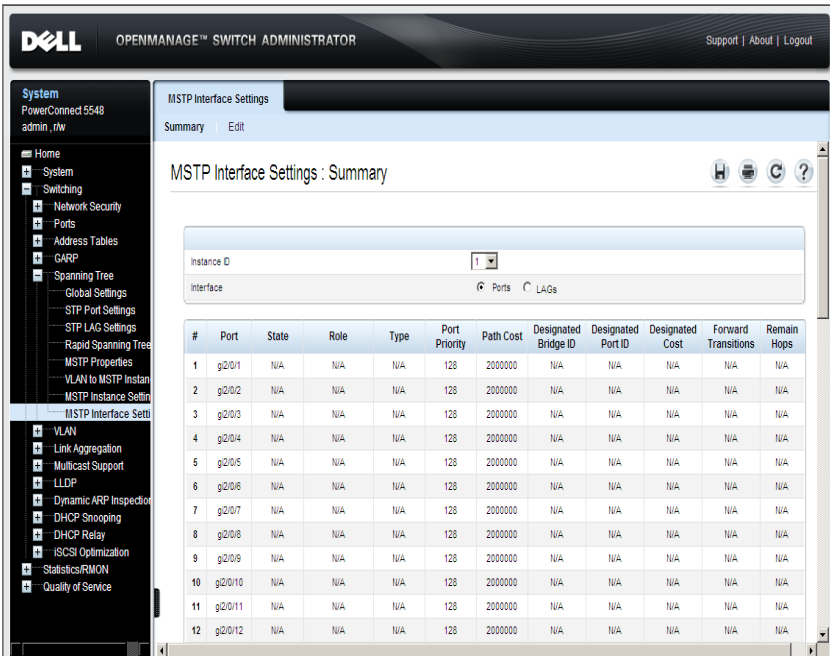 DELL OPENMANAGE™ SWITCH ADMINISTRATOR Support | About | Logout
System
PowerConnect 5548
admin , r/w
Home
System
Switching
Network Security
Ports
Address Tables
GARP
Spanning Tree
Global Settings
STP Port Settings
STP LAG Settings
Rapid Spanning Tree
MSTP Properties
VLAN to MSTP Instan
MSTP Instance Settin
MSTP Interface Setti
VLAN
Link Aggregation
Multicast Support
LLDP
Dynamic ARP Inspection
DHCP Snooping
DHCP Relay
iSCSI Optimization
Statistics/RMON
Quality of Service
MSTP Interface Settings
Summary Edit
MSTP Interface Settings : Summary
Instance ID 1
Interface Ports LAGs
# Port State Role Type Port Priority Path Cost Designated Bridge ID Designated Port ID Designated Cost Forward Transitions Remain Hops
1 gi2/0/1 N/A N/A N/A 128 2000000 N/A N/A N/A N/A N/A
2 gi2/0/2 N/A N/A N/A 128 2000000 N/A N/A N/A N/A N/A
3 gi2/0/3 N/A N/A N/A 128 2000000 N/A N/A N/A N/A N/A
4 gi2/0/4 N/A N/A N/A 128 2000000 N/A N/A N/A N/A N/A
5 gi2/0/5 N/A N/A N/A 128 2000000 N/A N/A N/A N/A N/A
6 gi2/0/6 N/A N/A N/A 128 2000000 N/A N/A N/A N/A N/A
7 gi2/0/7 N/A N/A N/A 128 2000000 N/A N/A N/A N/A N/A
8 gi2/0/8 N/A N/A N/A 128 2000000 N/A N/A N/A N/A N/A
9 gi2/0/9 N/A N/A N/A 128 2000000 N/A N/A N/A N/A N/A
10 gi2/0/10 N/A N/A N/A 128 2000000 N/A N/A N/A N/A N/A
11 gi2/0/11 N/A N/A N/A 128 2000000 N/A N/A N/A N/A N/A
12 gi2/0/12 N/A N/A N/A 128 2000000 N/A N/A N/A N/A N/A